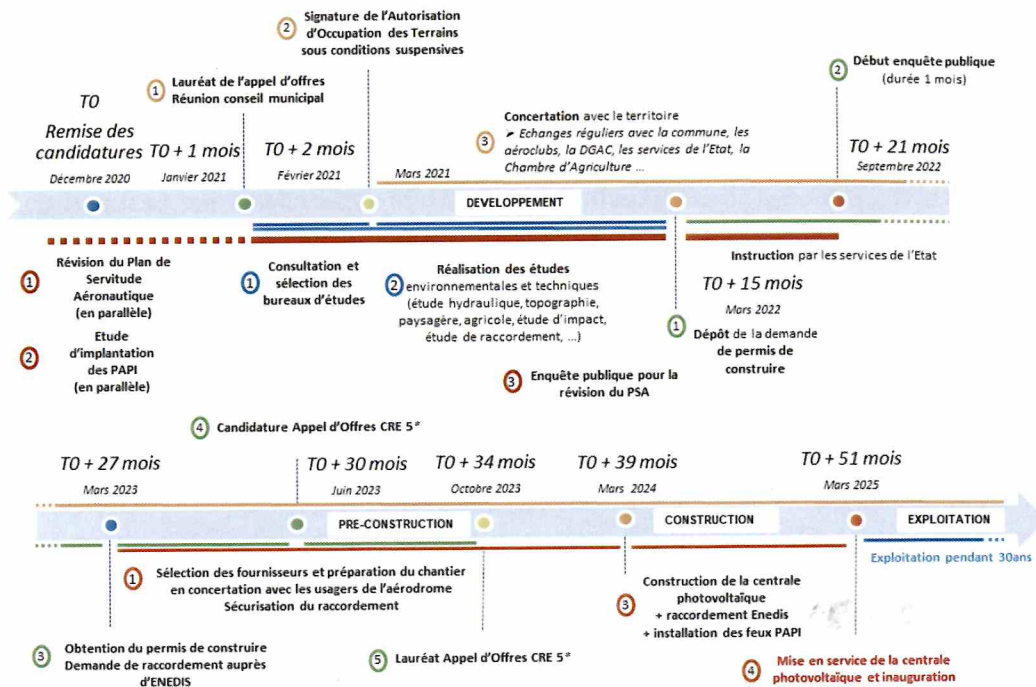 2
Signature de l'Autorisation
d'Occupation des Terrains
sous conditions suspensives
1
Lauréat de l'appel d'offres
Réunion conseil municipal
2
Début enquête publique
(durée 1 mois)
T0
Remise des
candidatures
Décembre 2020
T0 + 1 mois
Janvier 2021
T0 + 2 mois
Février 2021
Mars 2021
3
Concertation avec le territoire
➢ Echanges réguliers avec la commune, les
aéroclubs, la DGAC, les services de l'Etat, la
Chambre d'Agriculture ...
T0 + 21 mois
Septembre 2022
DEVELOPPEMENT
1
Révision du Plan de
Servitude
Aéronautique
(en parallèle)
2
Etude
d'implantation
des PAPI
(en parallèle)
1
Consultation et
sélection des
bureaux d'études
2
Réalisation des études
environnementales et techniques
(étude hydraulique, topographie,
paysagère, agricole, étude d'impact,
étude de raccordement, ...)
Instruction par les services de l'Etat
T0 + 15 mois
Mars 2022
1
Dépôt de la demande
de permis de
construire
3
Enquête publique pour la
révision du PSA
4
Candidature Appel d'Offres CRE 5*
T0 + 27 mois
Mars 2023
T0 + 30 mois
Juin 2023
T0 + 34 mois
Octobre 2023
T0 + 39 mois
Mars 2024
T0 + 51 mois
Mars 2025
PRE-CONSTRUCTION
CONSTRUCTION
EXPLOITATION
Exploitation pendant 30ans
1
Sélection des fournisseurs et préparation du chantier
en concertation avec les usagers de l'aérodrome
Sécurisation du raccordement
3
Construction de la centrale
photovoltaïque
+ raccordement Enedis
+ installation des feux PAPI
3
Obtention du permis de construire
Demande de raccordement auprès
d'ENEDIS
5
Lauréat Appel d'Offres CRE 5*
4
Mise en service de la centrale
photovoltaïque et inauguration